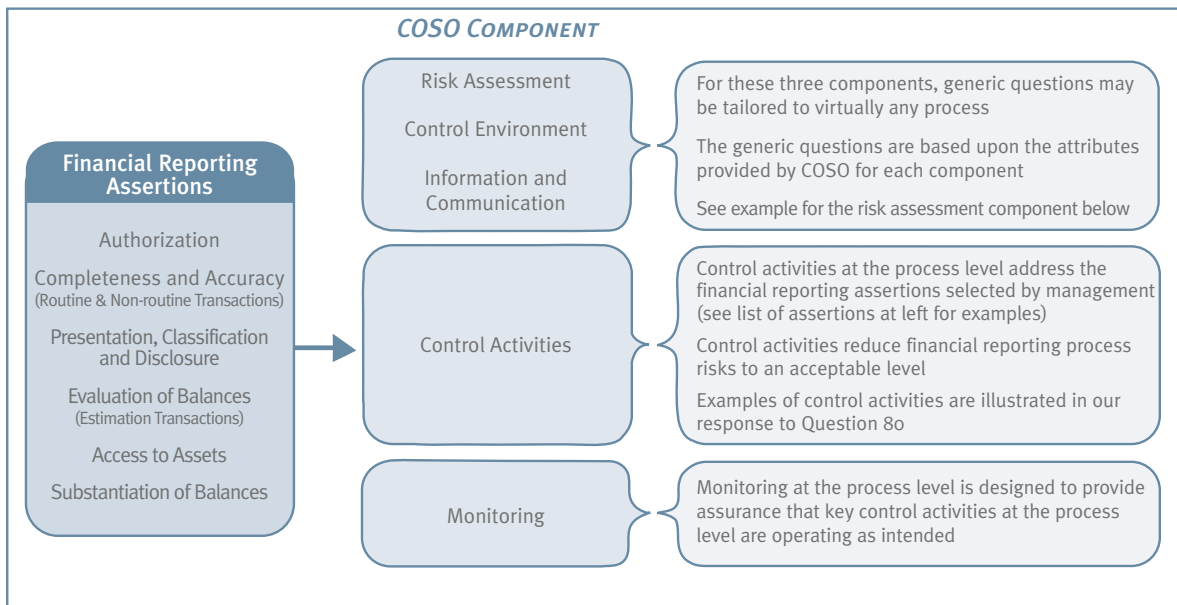 COSO COMPONENT
Financial Reporting
Assertions
Authorization
Completeness and Accuracy
(Routine & Non-routine Transactions)
Presentation, Classification
and Disclosure
Evaluation of Balances
(Estimation Transactions)
Access to Assets
Substantiation of Balances
Risk Assessment
Control Environment
Information and
Communication
For these three components, generic questions may
be tailored to virtually any process
The generic questions are based upon the attributes
provided by COSO for each component
See example for the risk assessment component below
Control Activities
Control activities at the process level address the
financial reporting assertions selected by management
(see list of assertions at left for examples)
Control activities reduce financial reporting process
risks to an acceptable level
Examples of control activities are illustrated in our
response to Question 80
Monitoring
Monitoring at the process level is designed to provide
assurance that key control activities at the process
level are operating as intended